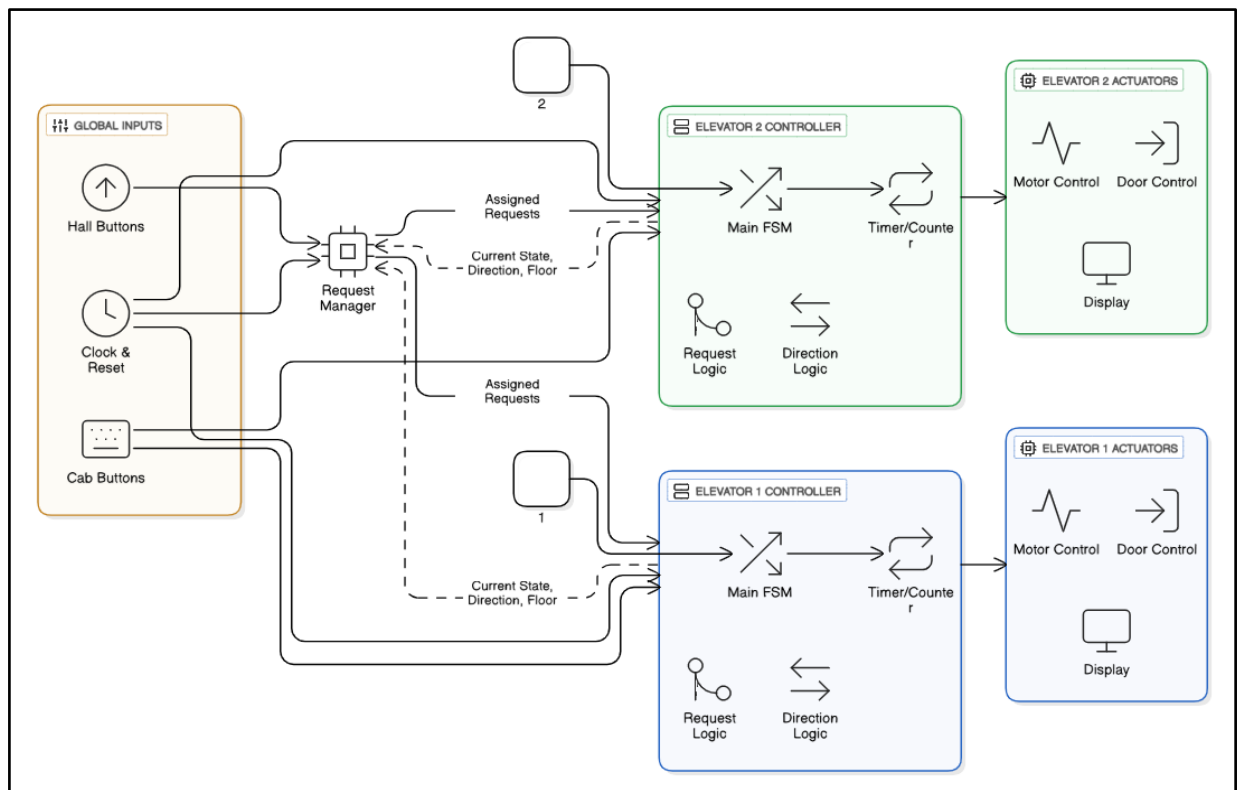 GLOBAL INPUTS
Hall Buttons
Clock &
Reset
Cab Buttons
Request
Manager
2
Assigned
Requests
Current State,
Direction, Floor
Assigned
Requests
1
Current State,
Direction, Floor
ELEVATOR 2 CONTROLLER
Main FSM
Timer/Counte
r
Request
Logic
Direction
Logic
ELEVATOR 2 ACTUATORS
Motor Control
Door Control
Display
ELEVATOR 1 CONTROLLER
Main FSM
Timer/Counte
r
Request
Logic
Direction
Logic
ELEVATOR 1 ACTUATORS
Motor Control
Door Control
Display